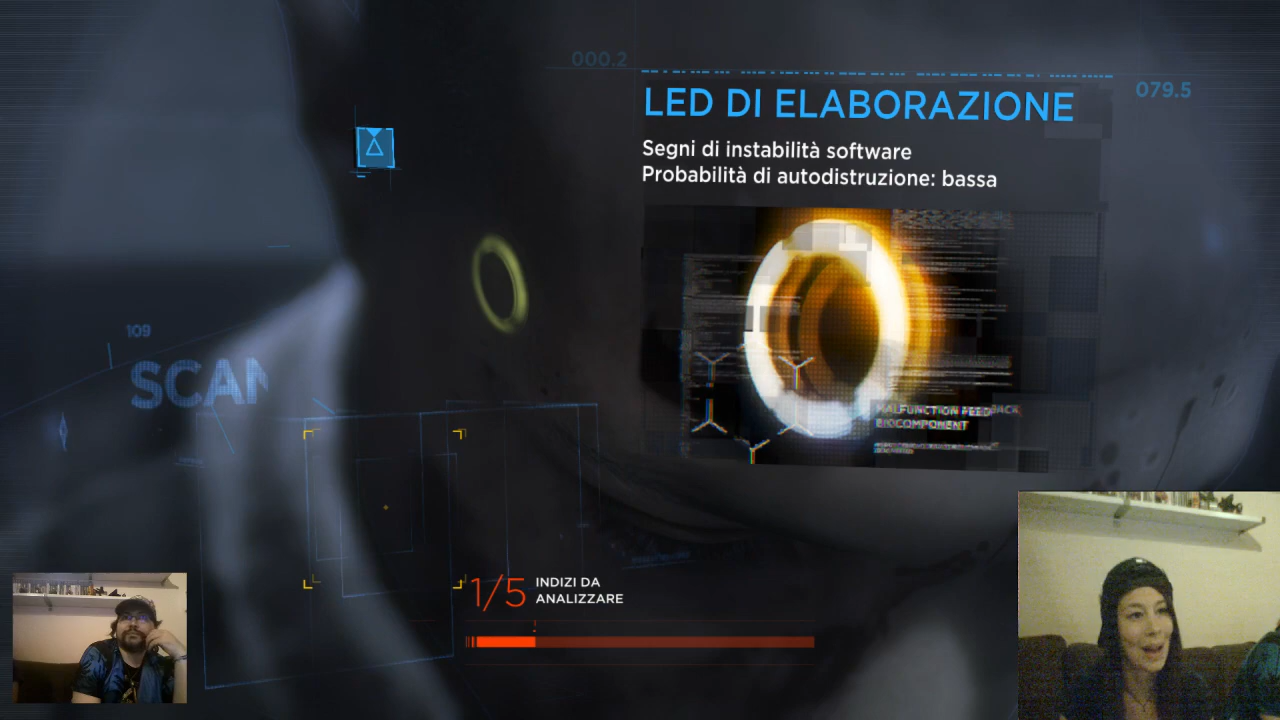 000.2
079.5
LED DI ELABORAZIONE
Segni di instabilità software
Probabilità di autodistruzione: bassa
109
SCAN
MALFUNCTION FEEDBACK
BIOCOMPONENT
1/5
INDIZI DA
ANALIZZARE